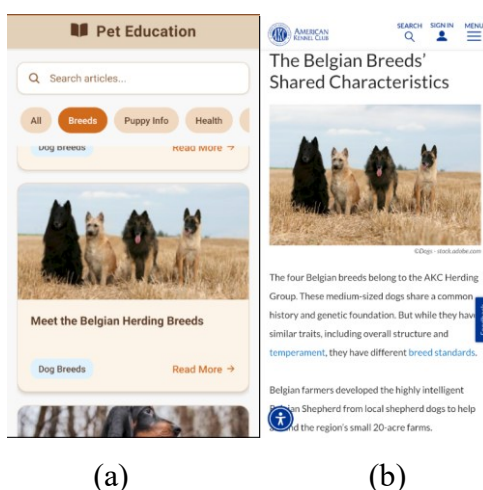 Pet Education
Search articles...
All Breeds Puppy Info Health
Dog Breeds Read More →
Meet the Belgian Herding Breeds
Dog Breeds Read More →
(a)
AMERICAN
KENNEL CLUB
SEARCH SIGN IN MENU
The Belgian Breeds'
Shared Characteristics
©Dogs - stock.adobe.com
The four Belgian breeds belong to the AKC Herding
Group. These medium-sized dogs share a common
history and genetic foundation. But while they have
similar traits, including overall structure and
temperament, they have different breed standards.
Belgian farmers developed the highly intelligent
Shepherd from local shepherd dogs to help
the region's small 20-acre farms.
(b)